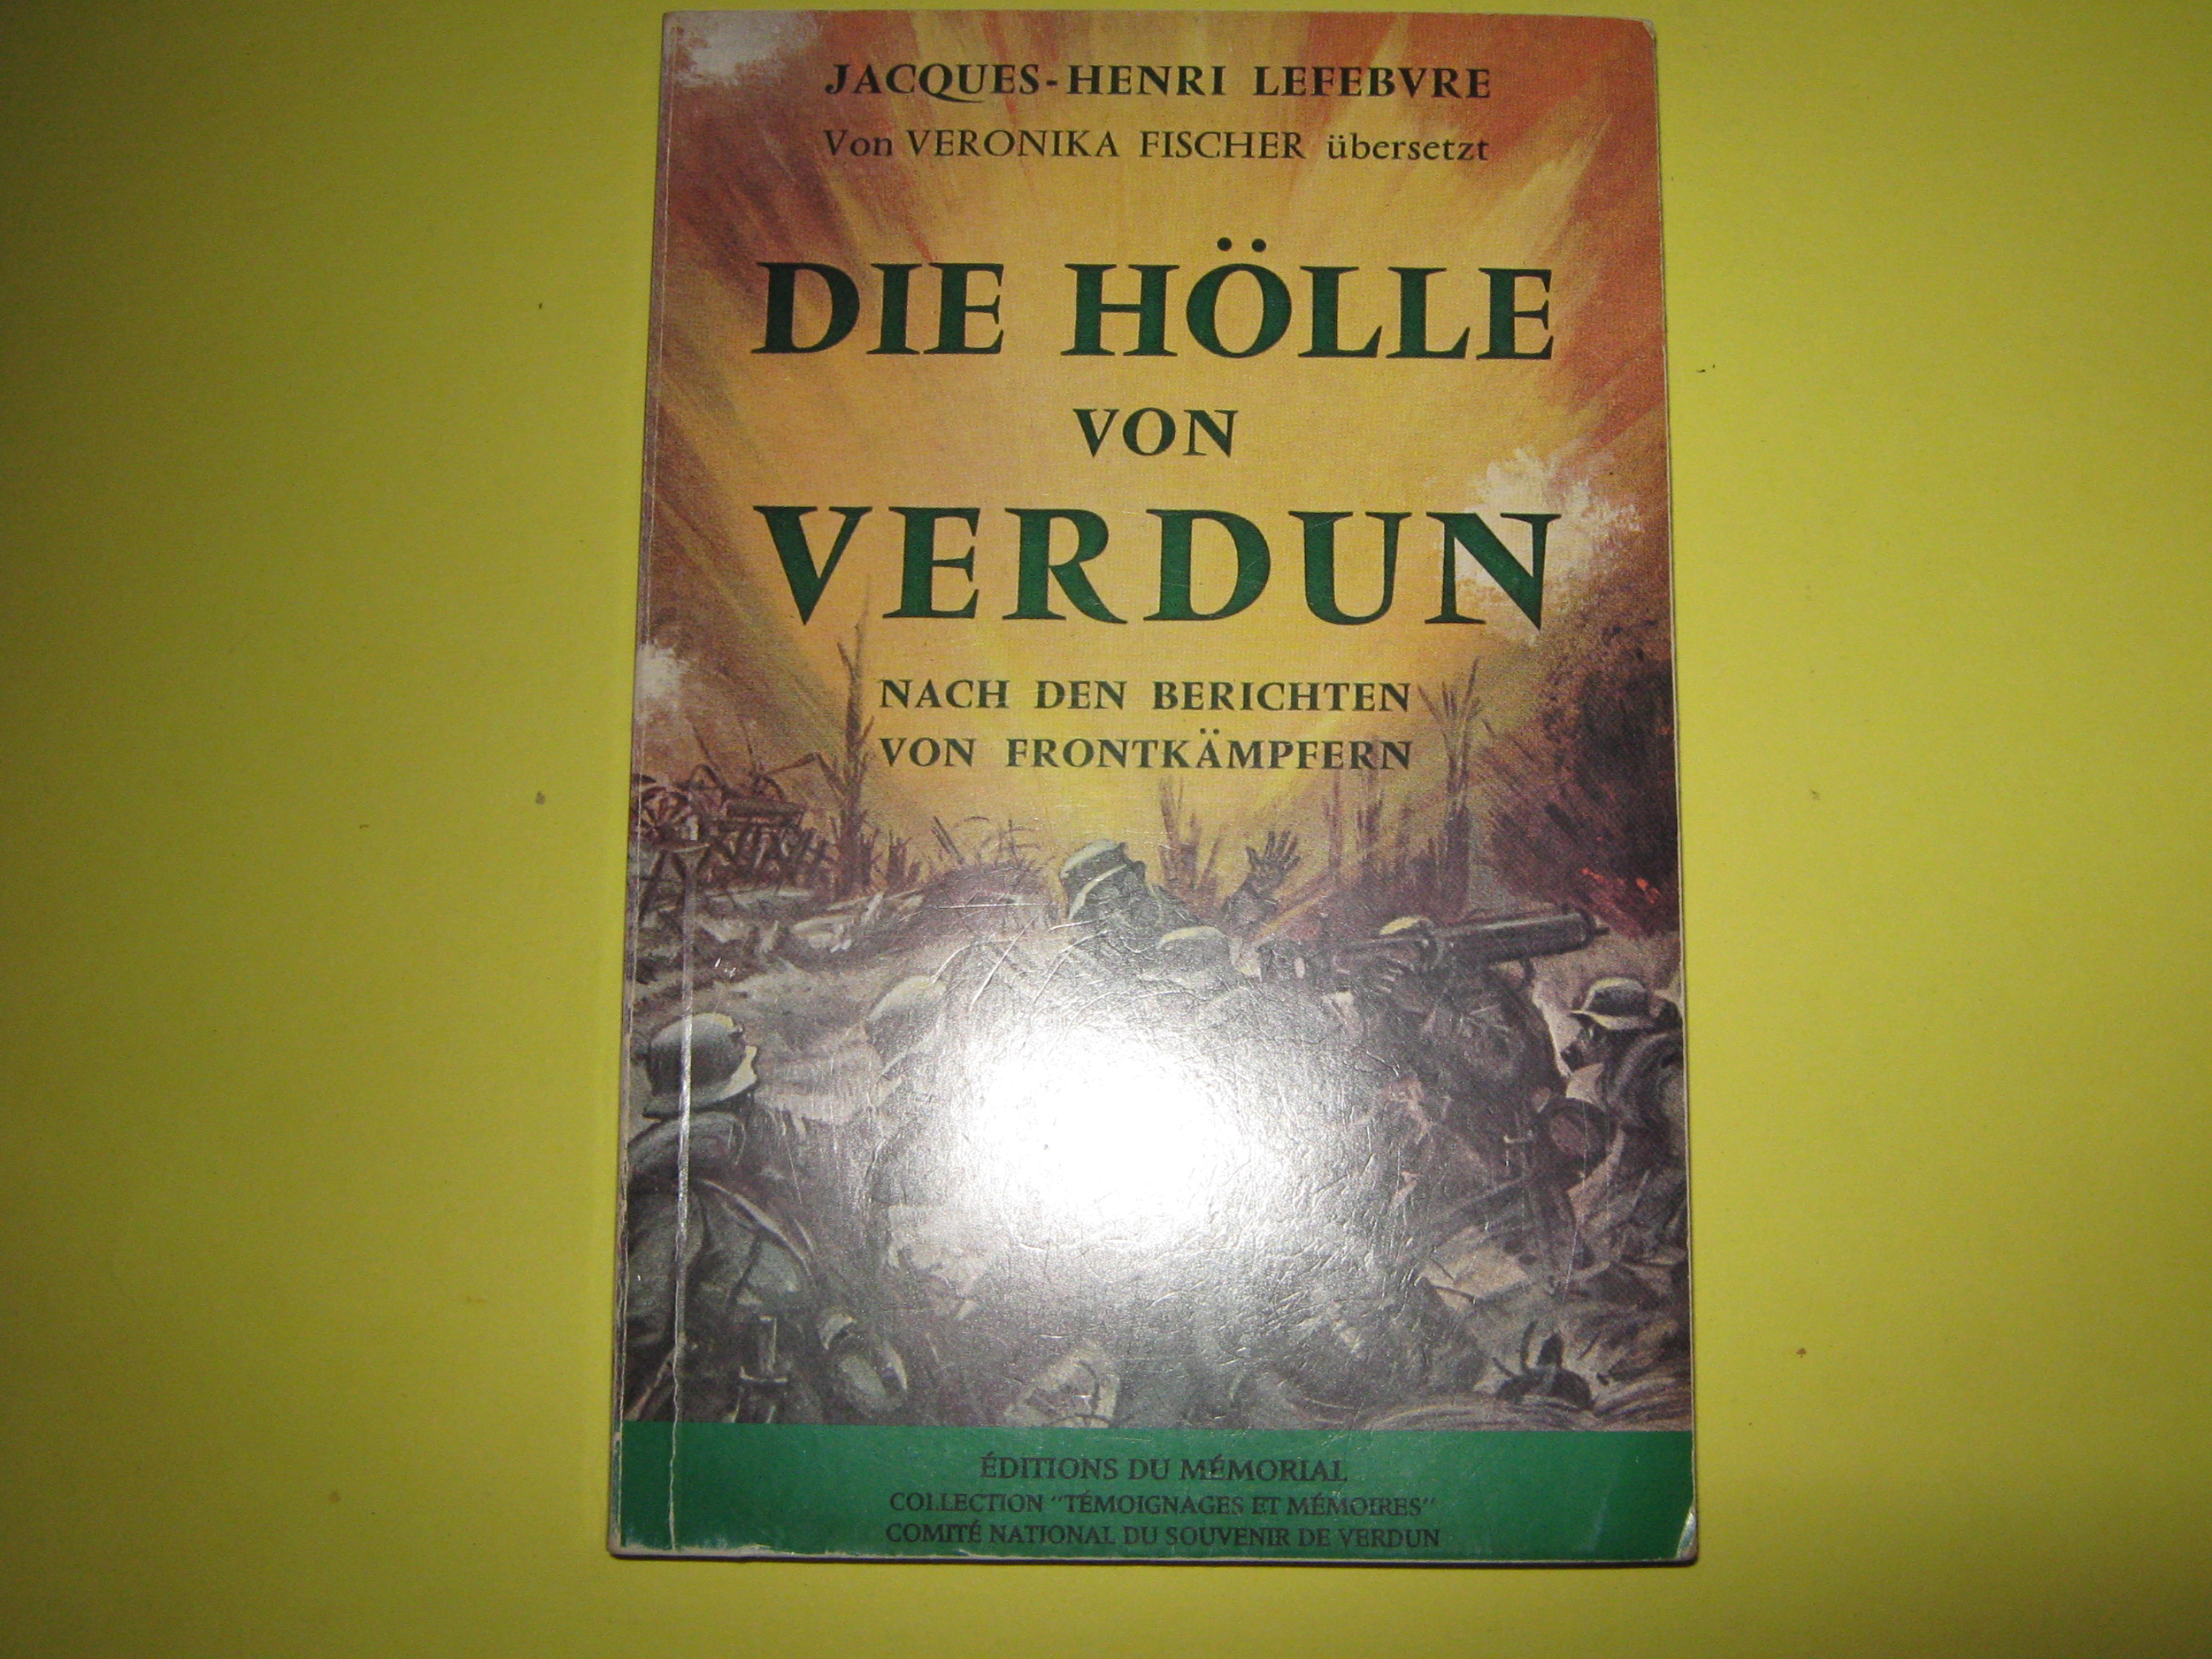 JACQUES-HENRI LEFEBVRE
Von VERONIKA FISCHER übersetzt
DIE HÖLLE
VON
VERDUN
NACH DEN BERICHTEN
VON FRONTKÄMPFERN
ÉDITIONS DU MÉMORIAL
COLLECTION "TÉMOIGNAGES ET MÉMOIRES"
COMITÉ NATIONAL DU SOUVENIR DE VERDUN